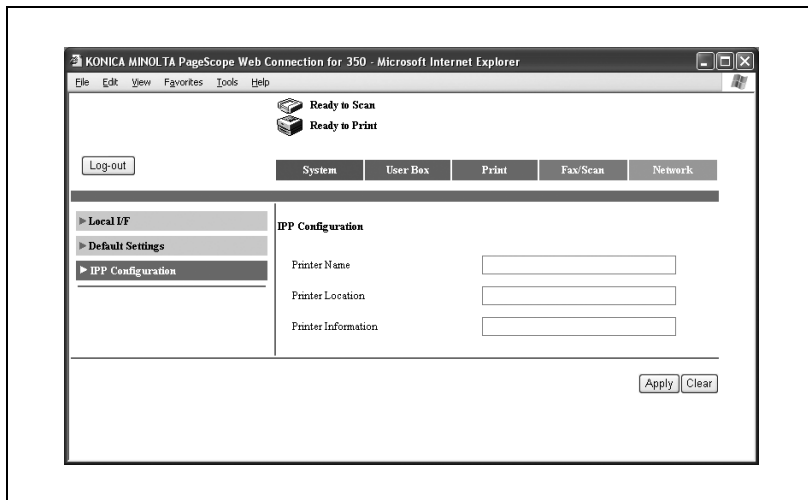 KONICA MINOLTA PageScope Web Connection for 350 - Microsoft Internet Explorer
File Edit View Favorites Tools Help
Ready to Scan
Ready to Print
Log-out
System User Box Print Fax/Scan Network
Local I/F
Default Settings
IPP Configuration
IPP Configuration
Printer Name
Printer Location
Printer Information
Apply Clear